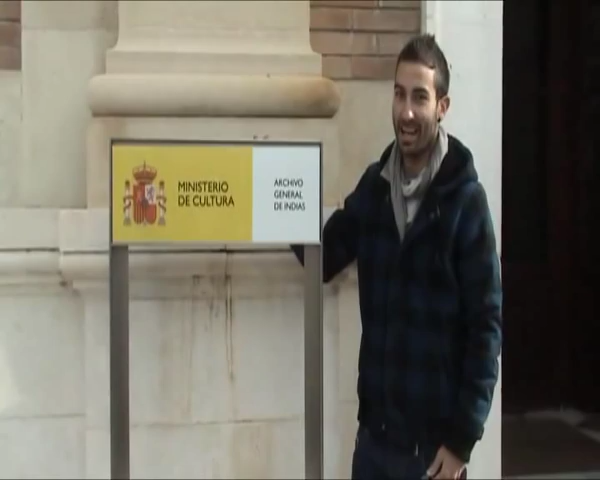 MINISTERIO
DE CULTURA
ARCHIVO
GENERAL
DE INDIAS